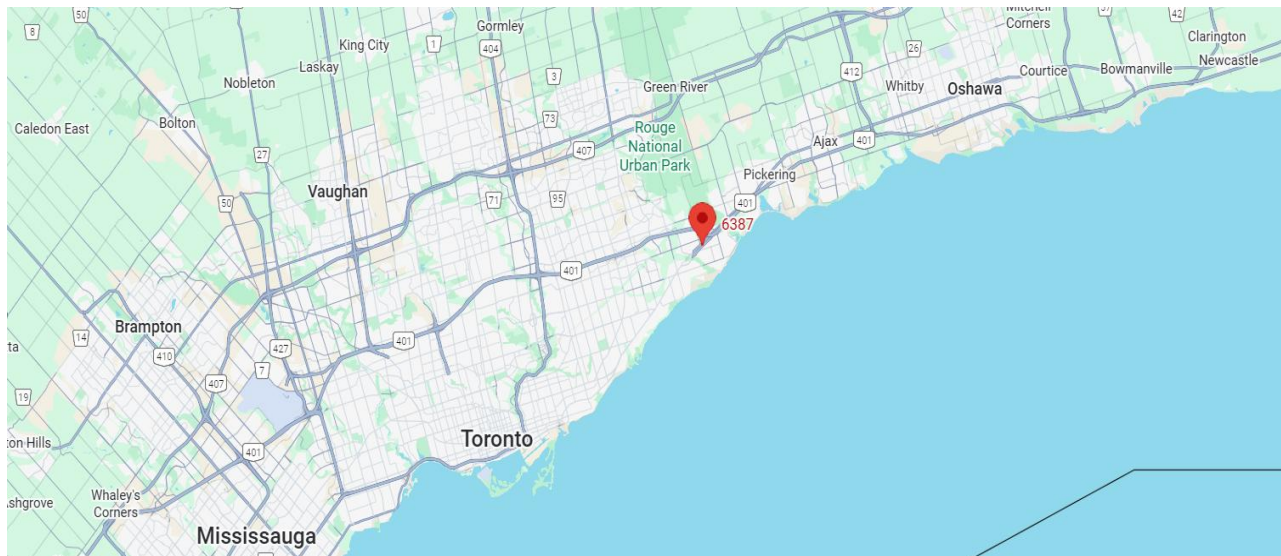 50
8
Gormley
King City
1
404
Laskay
Nobleton
3
Mitchell
Corners
57
42
Clarington
Newcastle
26
412
Whitby
Courtice
Bowmanville
Oshawa
Green River
Caledon East
Bolton
73
Rouge
National
Urban Park
407
27
Ajax
401
Pickering
Vaughan
50
71
95
401
6387
401
Brampton
14
410
427
401
7
407
19
401
Toronto
Whaley's
Corners
Mississauga